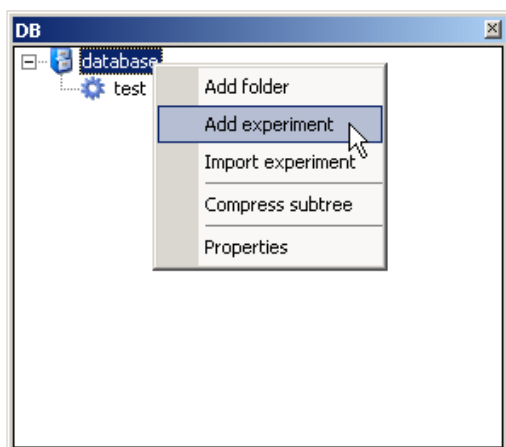 DB
database
test
Add folder
Add experiment
Import experiment
Compress subtree
Properties